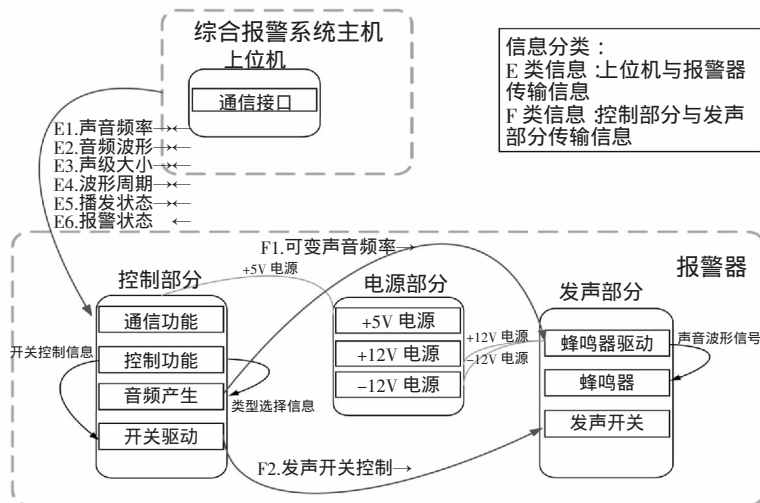 综合报警系统主机
上位机
通信接口
信息分类：
E 类信息：上位机与报警器
传输信息
F 类信息：控制部分与发声
部分传输信息
E1.声音频率→←
E2.音频波形→←
E3.声级大小→←
E4.波形周期→←
E5.播发状态→←
E6.报警状态 ←
F1.可变声音频率→
报警器
控制部分
+5V 电源
电源部分
发声部分
通信功能
+5V 电源
开关控制信息
控制功能
+12V 电源
+12V 电源
-12V 电源
蜂鸣器驱动
声音波形信号
音频产生
类型选择信息
-12V 电源
蜂鸣器
开关驱动
发声开关
F2.发声开关控制→